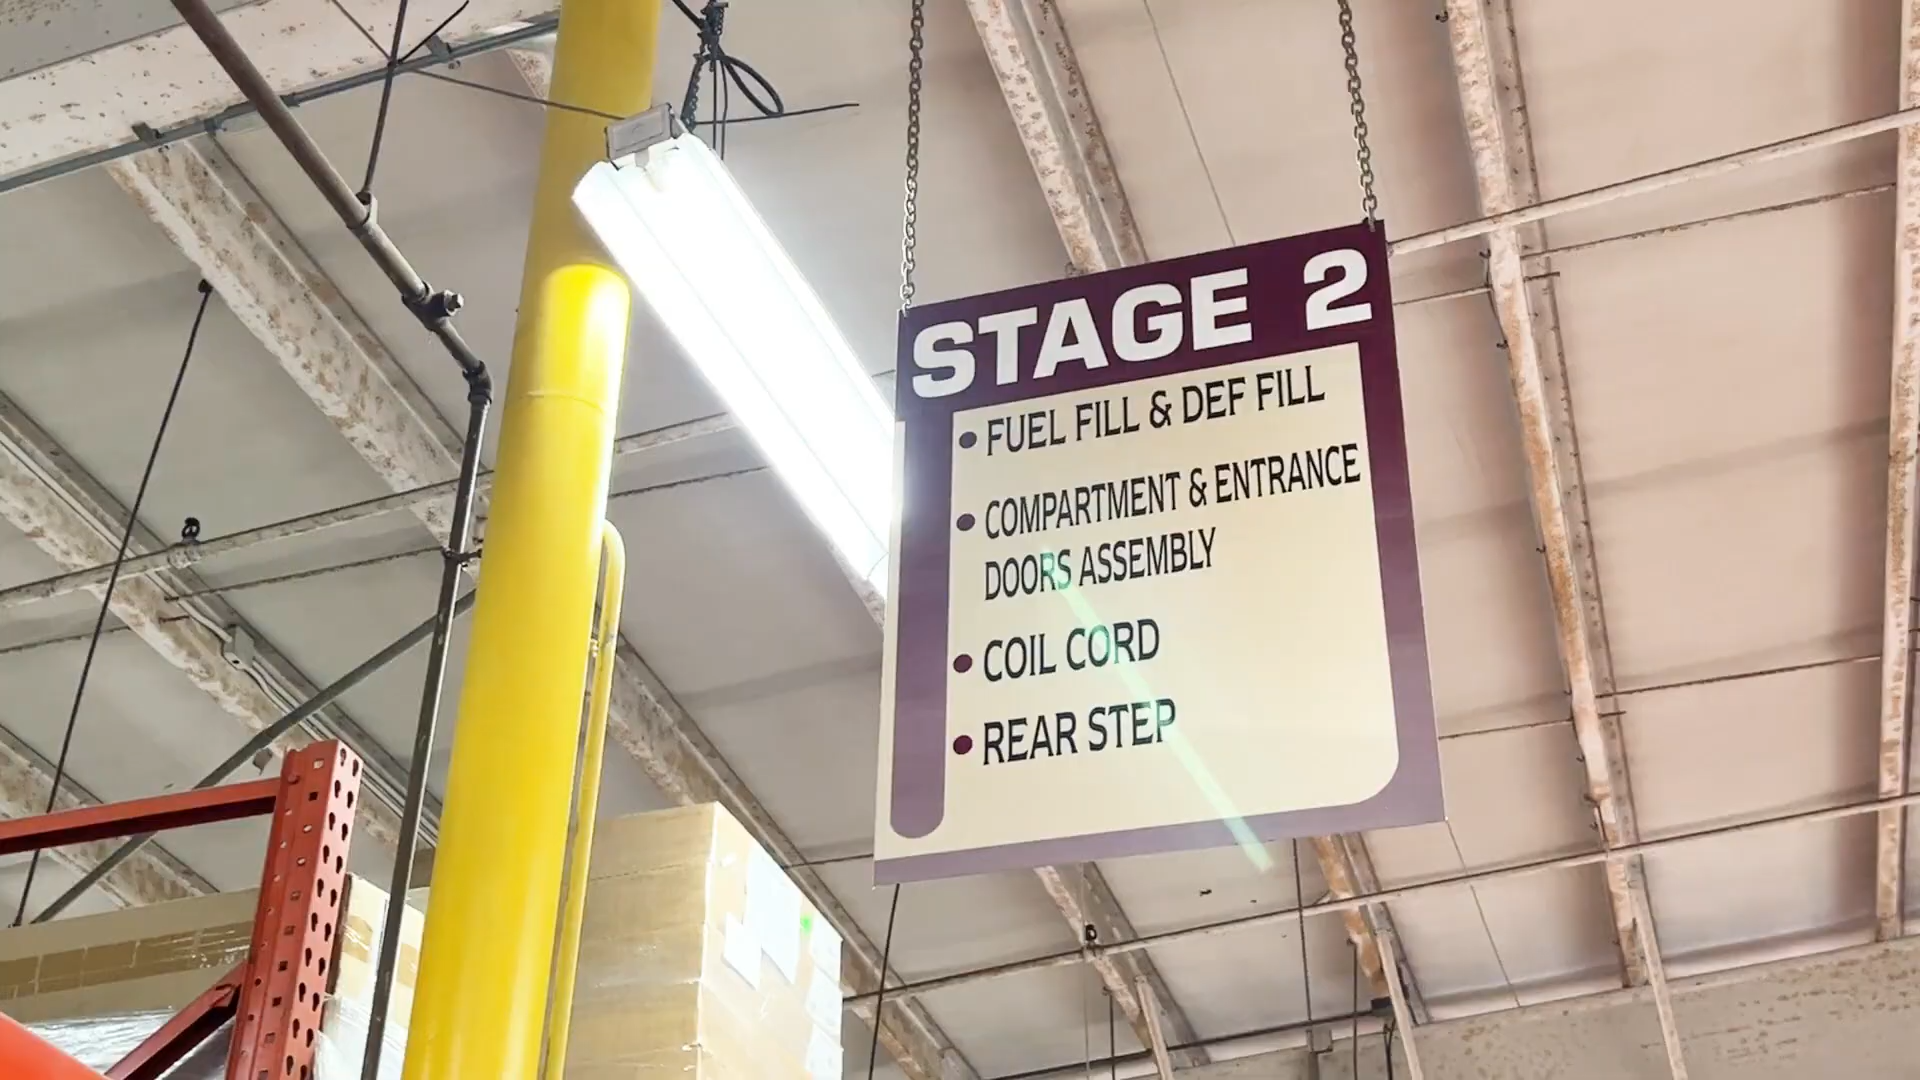 STAGE 2
• FUEL FILL & DEF FILL
• COMPARTMENT & ENTRANCE
DOORS ASSEMBLY
• COIL CORD
• REAR STEP